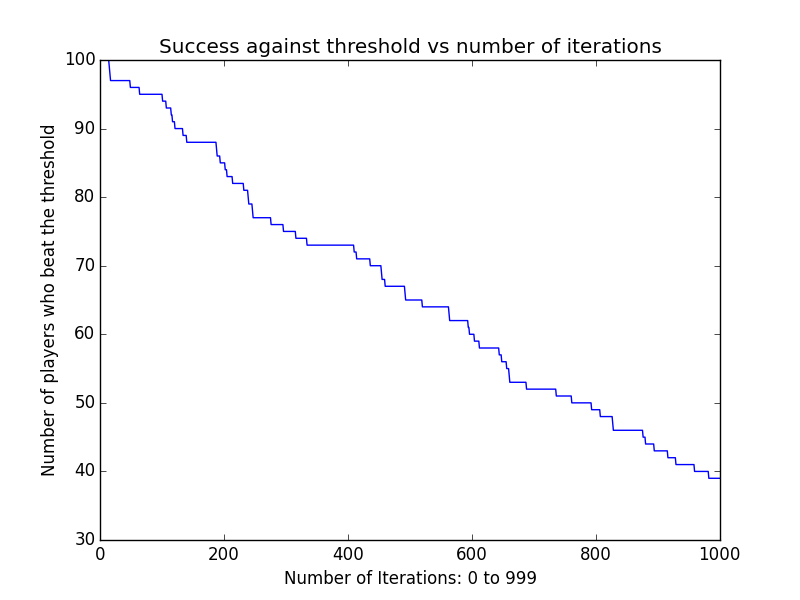 Success against threshold vs number of iterations
100
90
80
70
60
50
40
30
Number of players who beat the threshold
0 200 400 600 800 1000
Number of Iterations: 0 to 999